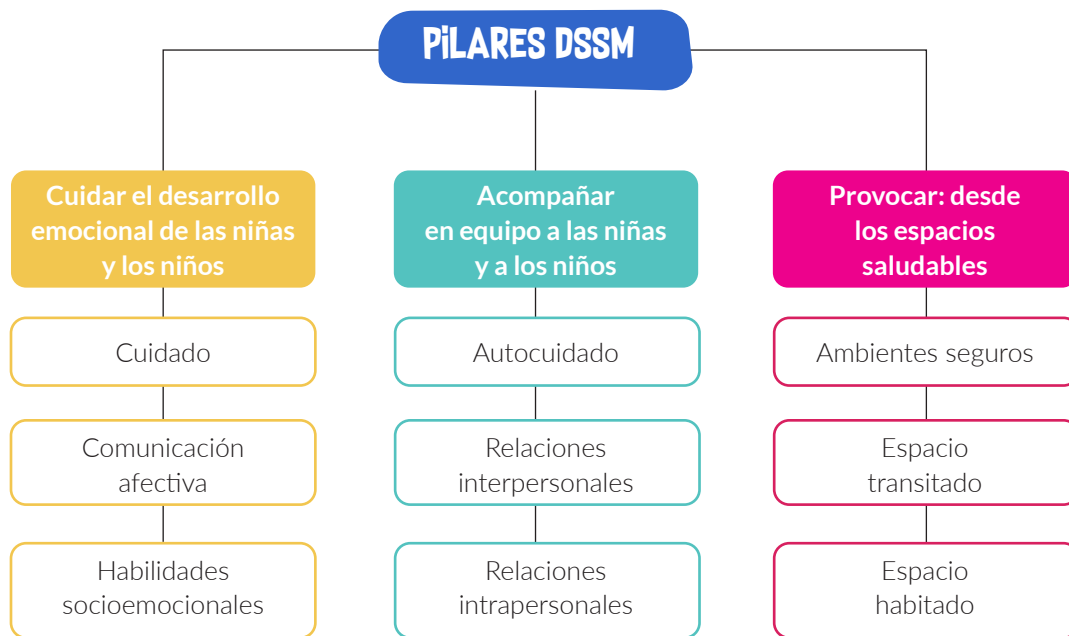 PiLARES DSSM
Cuidar el desarrollo
emocional de las niñas
y los niños
Cuidado
Comunicación
afectiva
Habilidades
socioemocionales
Acompañar
en equipo a las niñas
y a los niños
Autocuidado
Relaciones
interpersonales
Relaciones
intrapersonales
Provocar: desde
los espacios
saludables
Ambientes seguros
Espacio
transitado
Espacio
habitado